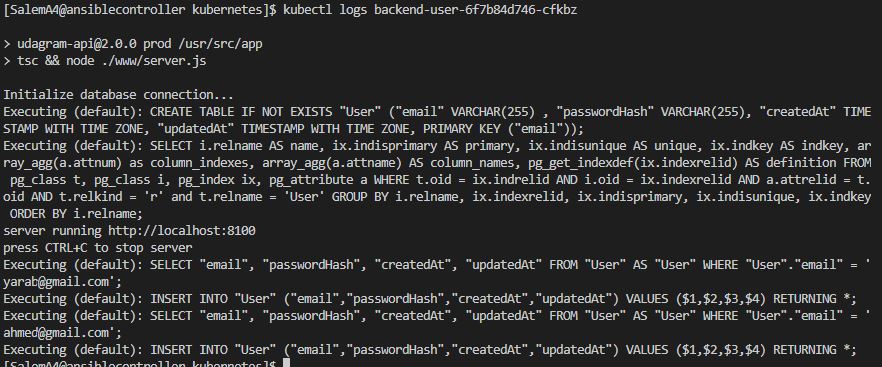 [SalemA4@ansiblecontroller kubernetes]$ kubectl logs backend-user-6f7b84d746-cfkbz
> udagram-api@2.0.0 prod /usr/src/app
> tsc && node ./www/server.js
Initialize database connection...
Executing (default): CREATE TABLE IF NOT EXISTS "User" ("email" VARCHAR(255) , "passwordHash" VARCHAR(255), "createdAt" TIME
STAMP WITH TIME ZONE, "updatedAt" TIMESTAMP WITH TIME ZONE, PRIMARY KEY ("email"));
Executing (default): SELECT i.relname AS name, ix.indisprimary AS primary, ix.indisunique AS unique, ix.indkey AS indkey, ar
ray_agg(a.attnum) as column_indexes, array_agg(a.attname) AS column_names, pg_get_indexdef(ix.indexrelid) AS definition FROM
pg_class t, pg_class i, pg_index ix, pg_attribute a WHERE t.oid = ix.indrelid AND i.oid = ix.indexrelid AND a.attrelid = t.
oid AND t.relkind = 'r' and t.relname = 'User' GROUP BY i.relname, ix.indexrelid, ix.indisprimary, ix.indisunique, ix.indkey
ORDER BY i.relname;
server running http://localhost:8100
press CTRL+C to stop server
Executing (default): SELECT "email", "passwordHash", "createdAt", "updatedAt" FROM "User" AS "User" WHERE "User"."email" = '
yarab@gmail.com';
Executing (default): INSERT INTO "User" ("email","passwordHash","createdAt","updatedAt") VALUES ($1,$2,$3,$4) RETURNING *;
Executing (default): SELECT "email", "passwordHash", "createdAt", "updatedAt" FROM "User" AS "User" WHERE "User"."email" = '
ahmed@gmail.com';
Executing (default): INSERT INTO "User" ("email","passwordHash","createdAt","updatedAt") VALUES ($1,$2,$3,$4) RETURNING *;
[SalemA4@ansiblecontroller kubernetes]$